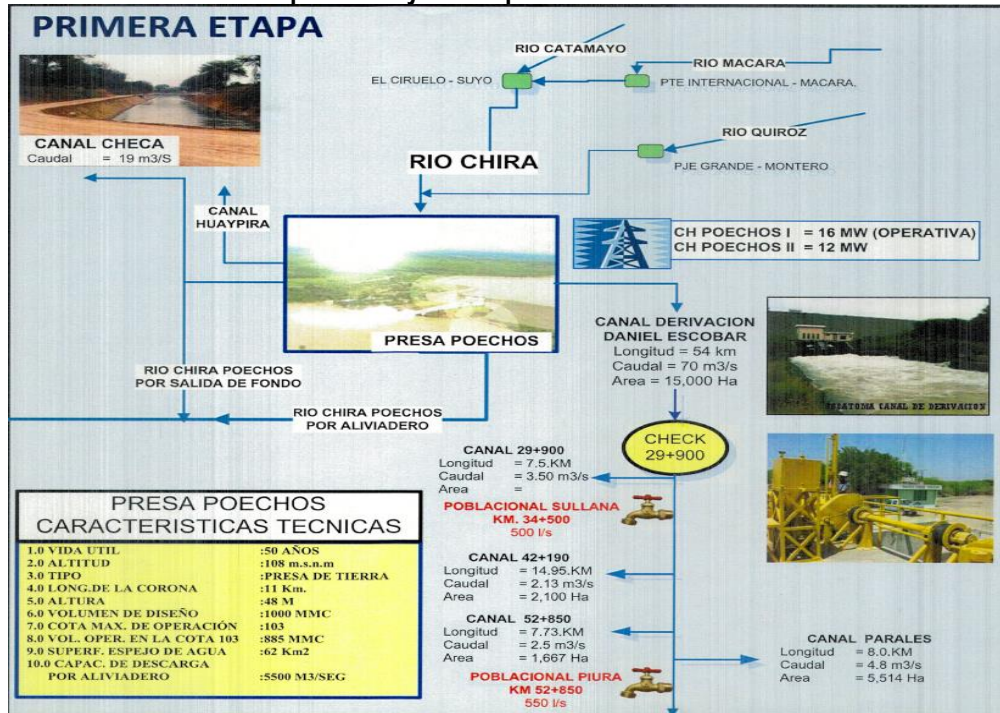 PRIMERA ETAPA
RIO CATAMAYO
RIO MACARA
EL CIRUELO - SUYO
PTE INTERNACIONAL - MACARA.
CANAL CHECA
Caudal = 19 m3/S
RIO QUIROZ
RIO CHIRA
PJE GRANDE - MONTERO
CANAL
HUAYPIRA
CH POECHOS I = 16 MW (OPERATIVA)
CH POECHOS II = 12 MW
PRESA POECHOS
CANAL DERIVACION
DANIEL ESCOBAR
Longitud = 54 km
Caudal = 70 m3/s
Area = 15,000 Ha
RIO CHIRA POECHOS
POR SALIDA DE FONDO
RIO CHIRA POECHOS
POR ALIVIADERO
CANAL DE DERIVACION
CHECK
29+900
CANAL 29+900
Longitud = 7.5.KM
Caudal = 3.50 m3/s
Area =
POBLACIONAL SULLANA
KM. 34+500
500 l/s
PRESA POECHOS
CARACTERISTICAS TECNICAS
1.0 VIDA UTIL :50 AÑOS
2.0 ALTITUD :108 m.s.n.m
3.0 TIPO :PRESA DE TIERRA
4.0 LONG.DE LA CORONA :11 Km.
5.0 ALTURA :48 M
6.0 VOLUMEN DE DISEÑO :1000 MMC
7.0 COTA MAX. DE OPERACIÓN :103
8.0 VOL. OPER. EN LA COTA 103 :885 MMC
9.0 SUPERF. ESPEJO DE AGUA :62 Km2
10.0 CAPAC. DE DESCARGA
POR ALIVIADERO :5500 M3/SEG
CANAL 42+190
Longitud = 14.95.KM
Caudal = 2.13 m3/s
Area = 2,100 Ha
CANAL 52+850
Longitud = 7.73.KM
Caudal = 2.5 m3/s
Area = 1,667 Ha
POBLACIONAL PIURA
KM 52+850
550 l/s
CANAL PARALES
Longitud = 8.0.KM
Caudal = 4.8 m3/s
Area = 5,514 Ha